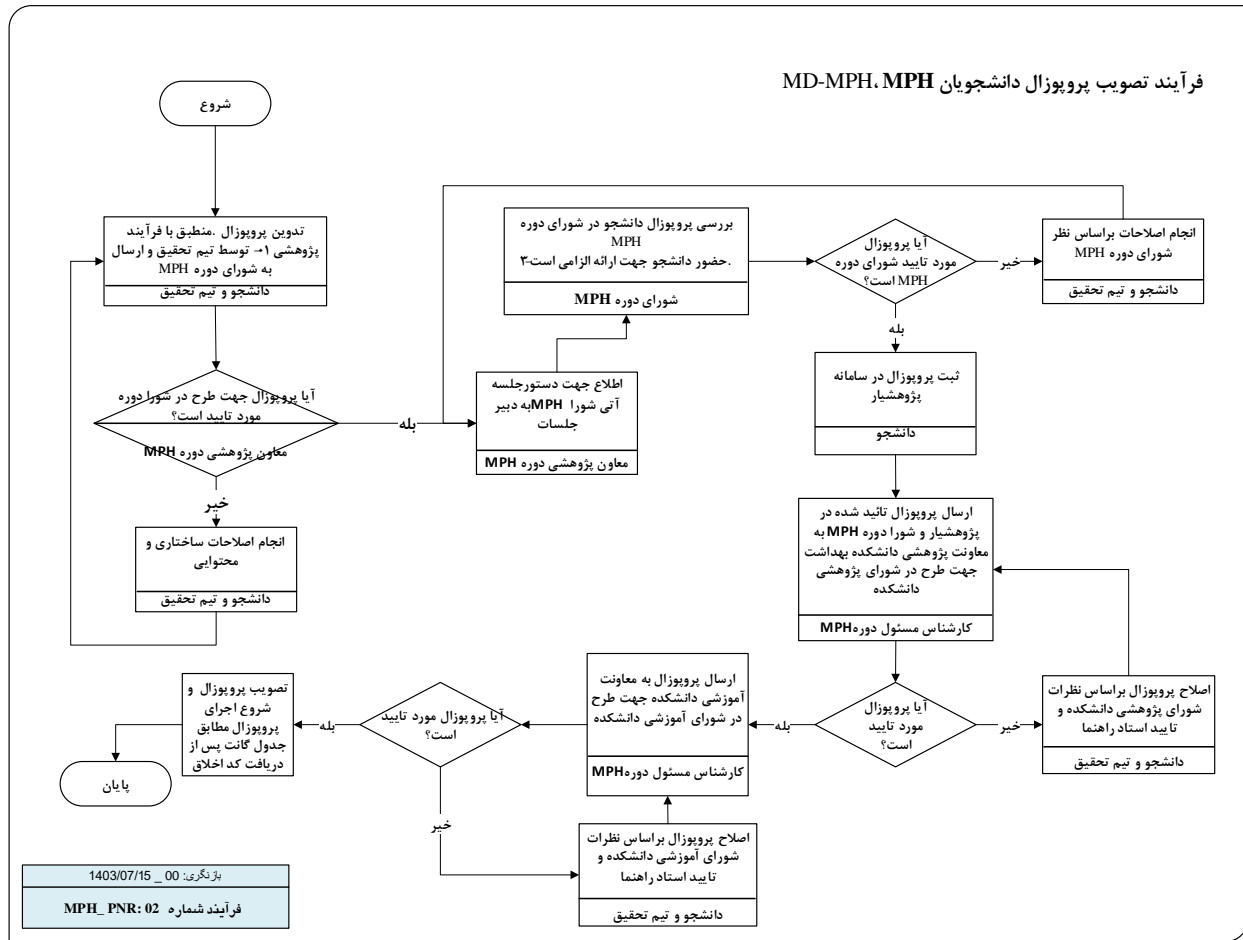 فرآیند تصویب پروپوزال دانشجویان MD-MPH، MPH
شروع
تدوین پروپوزال .منطبق با فرآیند
پژوهشی ۱- توسط تیم تحقیق و ارسال
به شورای دوره MPH
دانشجو و تیم تحقیق
آیا پروپوزال جهت طرح در شورا دوره
مورد تایید است؟
معاون پژوهشی دوره MPH
خیر
انجام اصلاحات ساختاری و
محتوایی
دانشجو و تیم تحقیق
بله
اطلاع جهت دستورجلسه
آتی شورا MPHبه دبیر
جلسات
معاون پژوهشی دوره MPH
بررسی پروپوزال دانشجو در شورای دوره
MPH
.حضور دانشجو جهت ارائه الزامی است-۳
شورای دوره MPH
آیا پروپوزال
مورد تایید شورای دوره
MPH است؟
خیر
انجام اصلاحات براساس نظر
شورای دوره MPH
دانشجو و تیم تحقیق
بله
ثبت پروپوزال در سامانه
پژوهشیار
دانشجو
ارسال پروپوزال تائید شده در
پژوهشیار و شورا دوره MPH به
معاونت پژوهشی دانشکده بهداشت
جهت طرح در شورای پژوهشی
دانشکده
کارشناس مسئول دوره MPH
آیا پروپوزال
مورد تایید
است؟
خیر
اصلاح پروپوزال براساس نظرات
شورای پژوهشی دانشکده و
تایید استاد راهنما
دانشجو و تیم تحقیق
بله
ارسال پروپوزال به معاونت
آموزشی دانشکده جهت طرح
در شورای آموزشی دانشکده
کارشناس مسئول دوره MPH
آیا پروپوزال مورد تایید
است؟
خیر
اصلاح پروپوزال براساس نظرات
شورای آموزشی دانشکده و
تایید استاد راهنما
دانشجو و تیم تحقیق
بله
تصویب پروپوزال و
شروع اجرای
پروپوزال مطابق
جدول گانت پس از
دریافت کد اخلاق
پایان
بازنگری: 00 _ 1403/07/15
فرآیند شماره MPH_ PNR: 02